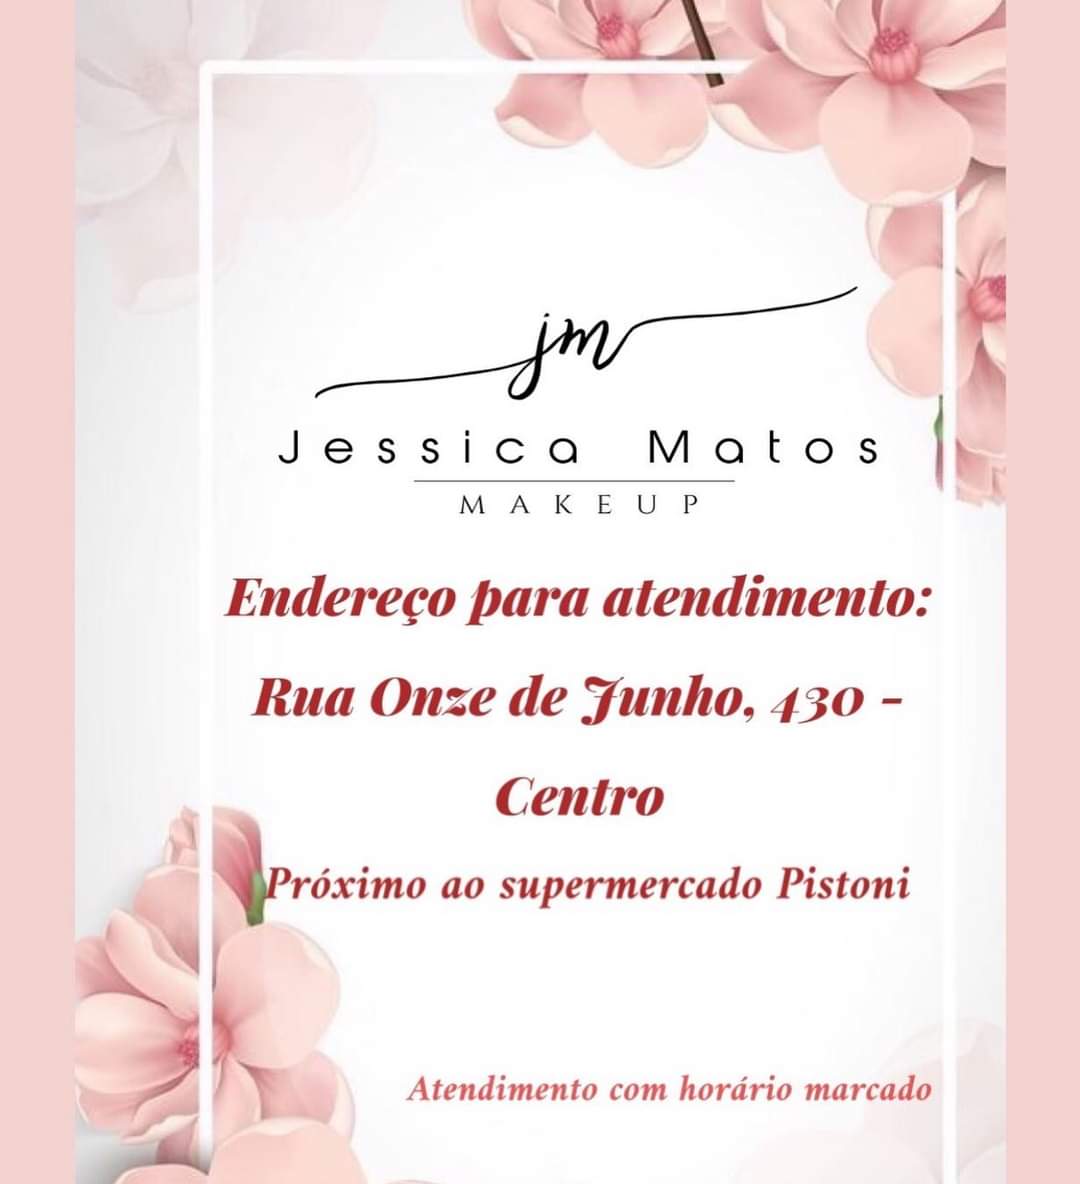 jm
Jessica Matos
MAKEUP
Endereço para atendimento:
Rua Onze de Junho, 430 -
Centro
Próximo ao supermercado Pistoni
Atendimento com horário marcado